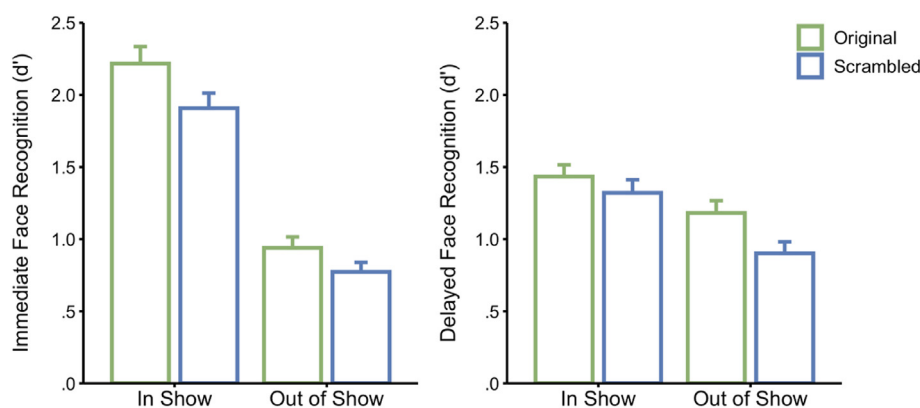 Immediate Face Recognition (d')
2.5
2.0
1.5
1.0
.5
.0
In Show
Out of Show
Delayed Face Recognition (d')
2.5
2.0
1.5
1.0
.5
.0
In Show
Out of Show
Original
Scrambled